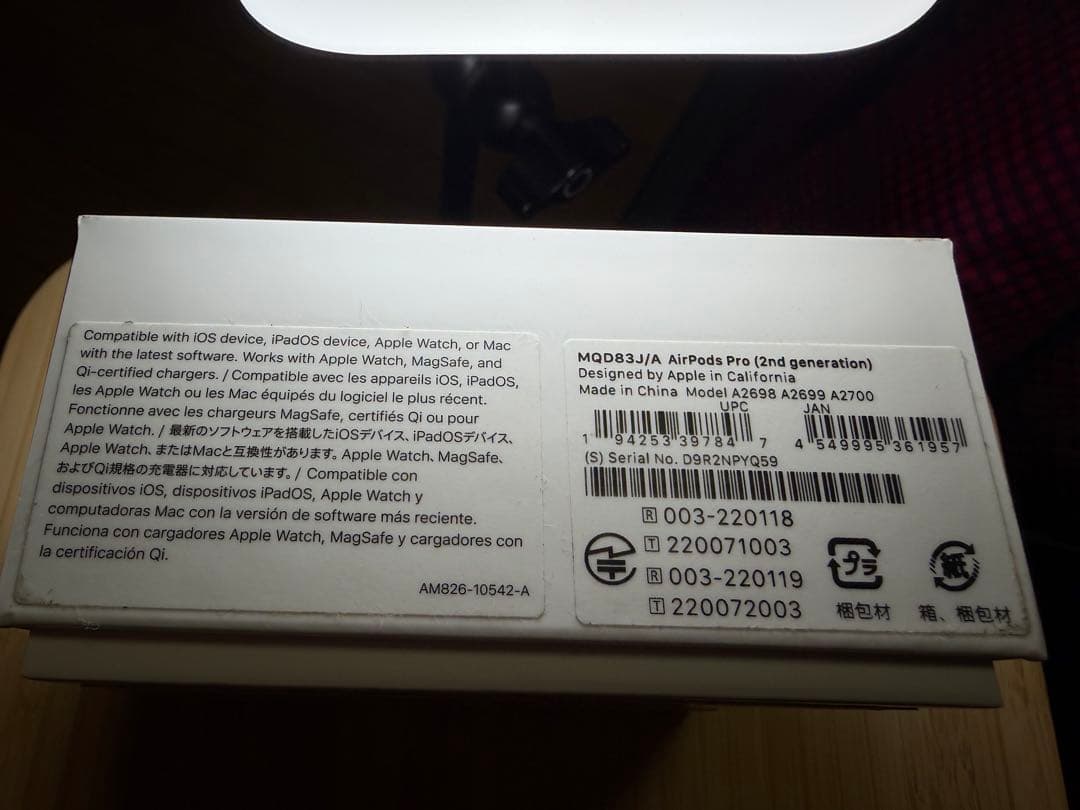 Compatible with iOS device, iPadOS device, Apple Watch, or Mac
with the latest software. Works with Apple Watch, MagSafe, and
Qi-certified chargers. / Compatible avec les appareils iOS, iPadOS,
les Apple Watch ou les Mac équipés du logiciel le plus récent.
Fonctionne avec les chargeurs MagSafe, certifiés Qi ou pour
Apple Watch. / 最新のソフトウェアを搭載したiOSデバイス、iPadOSデバイス、
Apple Watch、またはMacと互換性があります。Apple Watch、MagSafe、
およびQi規格の充電器に対応しています。/ Compatible con
dispositivos iOS, dispositivos iPadOS, Apple Watch y
computadoras Mac con la versión de software más reciente.
Funciona con cargadores Apple Watch, MagSafe y cargadores con
la certificación Qi.
AM826-10542-A
MQD83J/A AirPods Pro (2nd generation)
Designed by Apple in California
Made in China Model A2698 A2699 A2700
UPC JAN
1 94253 39784 7 4 549995 361957
(S) Serial No. D9R2NPYQ59
R 003-220118
T 220071003
R 003-220119
T 220072003
プラ 紙
梱包材 箱、梱包材